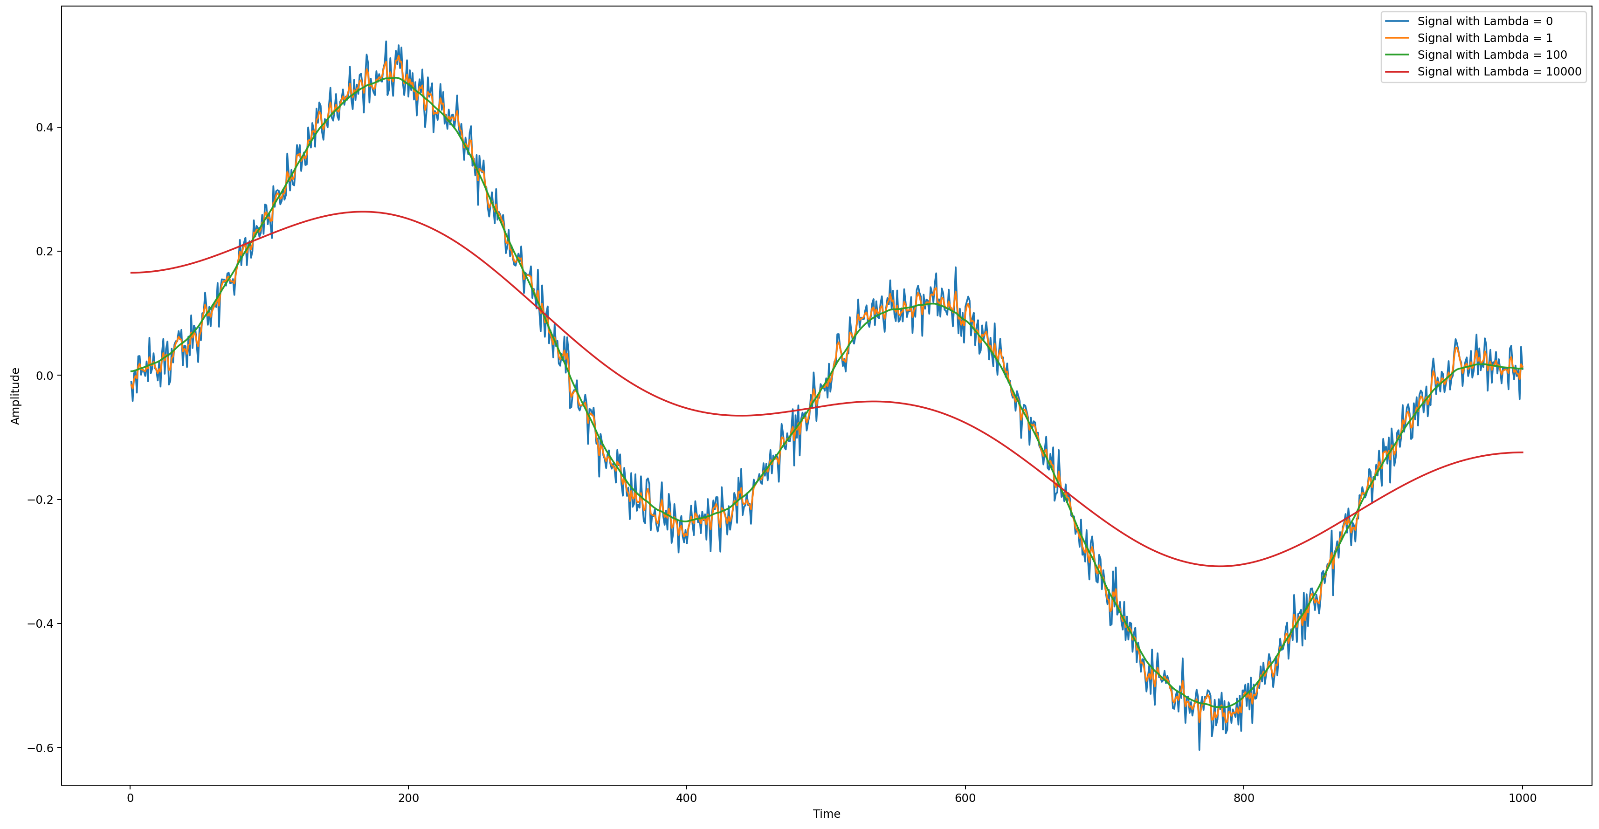 Signal with Lambda = 0
Signal with Lambda = 1
Signal with Lambda = 100
Signal with Lambda = 10000
Amplitude
0.4
0.2
0.0
−0.2
−0.4
−0.6
0 200 400 600 800 1000
Time